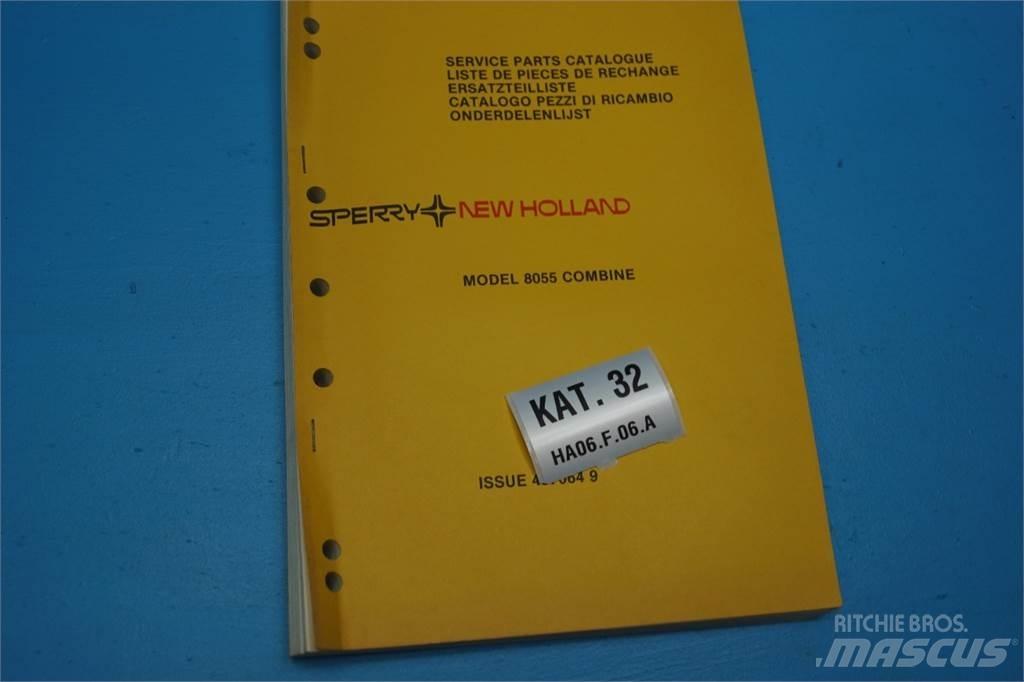 SERVICE PARTS CATALOGUE
LISTE DE PIECES DE RECHANGE
ERSATZTEILLISTE
CATALOGO PEZZI DI RICAMBIO
ONDERDELENLIJST
SPERRY NEW HOLLAND
MODEL 8055 COMBINE
KAT. 32
HA06.F.06.A
ISSUE 9
RITCHIE BROS.
MASCUS